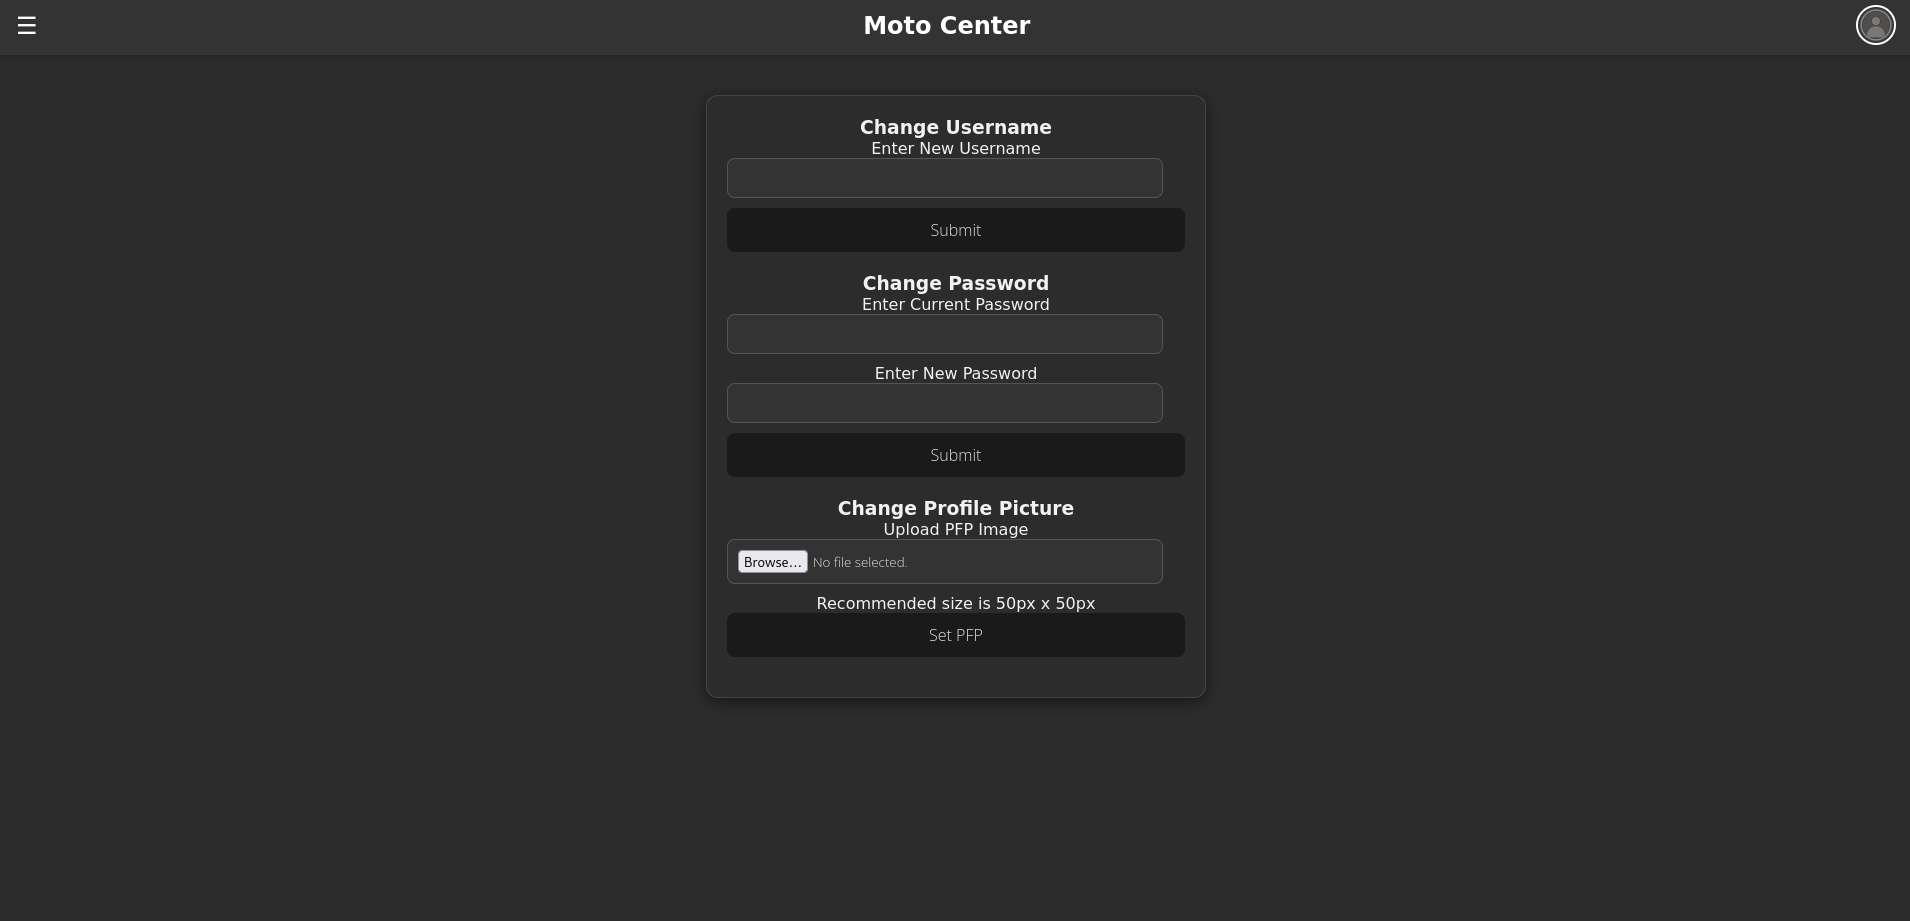 ☰ Moto Center
Change Username
Enter New Username
Submit
Change Password
Enter Current Password
Enter New Password
Submit
Change Profile Picture
Upload PFP Image
Browse... No file selected.
Recommended size is 50px x 50px
Set PFP